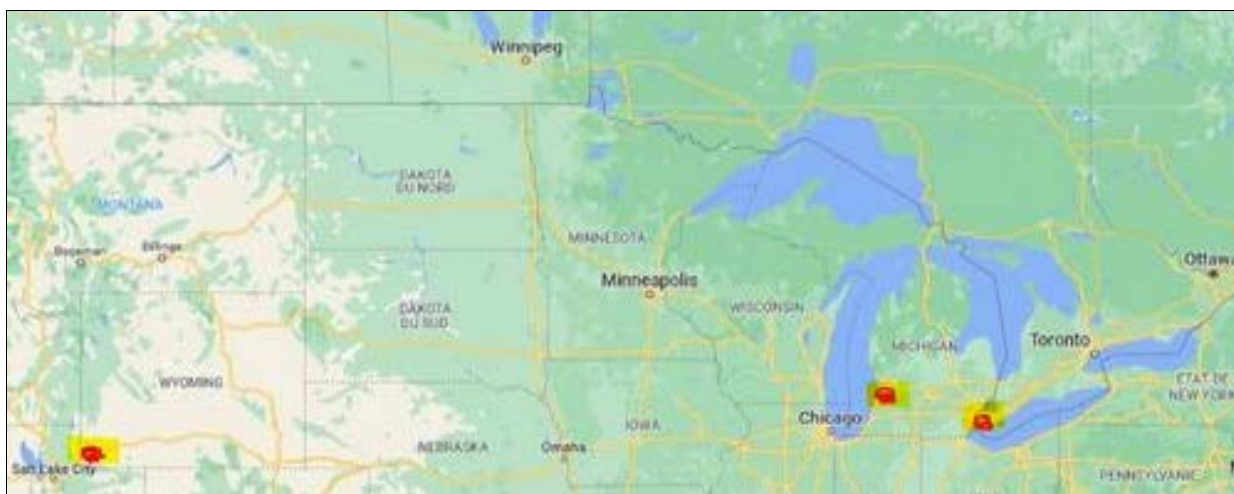 Winnipeg
DAKOTA
DU NORD
MONTANA
MINNESOTA
Bozeman
Billings
Ottawa
Minneapolis
DAKOTA
DU SUD
WISCONSIN
Toronto
MICHIGAN
WYOMING
ÉTAT DE
NEW YORK
Chicago
IOWA
NEBRASKA
Omaha
Salt Lake City
PENNSYLVANIE